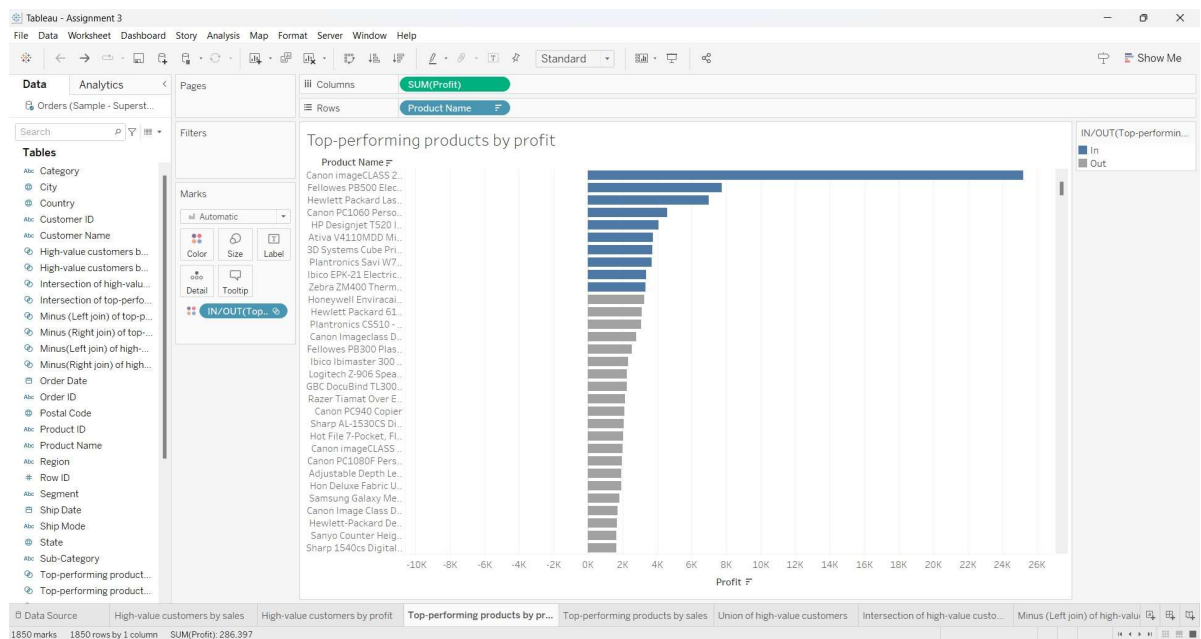 Tableau - Assignment 3
File Data Worksheet Dashboard Story Analysis Map Format Server Window Help
Standard
Show Me
Data Analytics
Orders (Sample - Superst...
Search
Tables
Category
City
Country
Customer ID
Customer Name
High-value customers b...
High-value customers b...
Intersection of high-valu...
Intersection of top-perfo...
Minus (Left join) of top-p...
Minus (Right join) of top-...
Minus(Left join) of high-...
Minus(Right join) of high...
Order Date
Order ID
Postal Code
Product ID
Product Name
Region
Row ID
Segment
Ship Date
Ship Mode
State
Sub-Category
Top-performing product...
Top-performing product...
Pages
Filters
Marks
Automatic
Color Size Label
Detail Tooltip
IN/OUT(Top..
Columns SUM(Profit)
Rows Product Name
Top-performing products by profit
Product Name
Canon imageCLASS 2..
Fellowes PB500 Elec..
Hewlett Packard Las..
Canon PC1060 Perso..
HP Designjet T520 I..
Ativa V4110MDD Mi..
3D Systems Cube Pri..
Plantronics Savi W7..
Ibico EPK-21 Electric..
Zebra ZM400 Therm..
Honeywell Enviracai..
Hewlett Packard 61..
Plantronics CS510 - ..
Canon Imageclass D..
Fellowes PB300 Plas..
Ibico Ibimaster 300 ..
Logitech Z-906 Spea..
GBC DocuBind TL300..
Razer Tiamat Over E..
Canon PC940 Copier
Sharp AL-1530CS Di..
Hot File 7-Pocket, Fl..
Canon imageCLASS ..
Canon PC1080F Pers..
Adjustable Depth Le..
Hon Deluxe Fabric U..
Samsung Galaxy Me..
Canon Image Class D..
Hewlett-Packard De..
Sanyo Counter Heig..
Sharp 1540cs Digital..
-10K -8K -6K -4K -2K 0K 2K 4K 6K 8K 10K 12K 14K 16K 18K 20K 22K 24K 26K
Profit
IN/OUT(Top-performin...
In
Out
Data Source High-value customers by sales High-value customers by profit Top-performing products by pr... Top-performing products by sales Union of high-value customers Intersection of high-value custo... Minus (Left join) of high-valu
1850 marks 1850 rows by 1 column SUM(Profit): 286.397